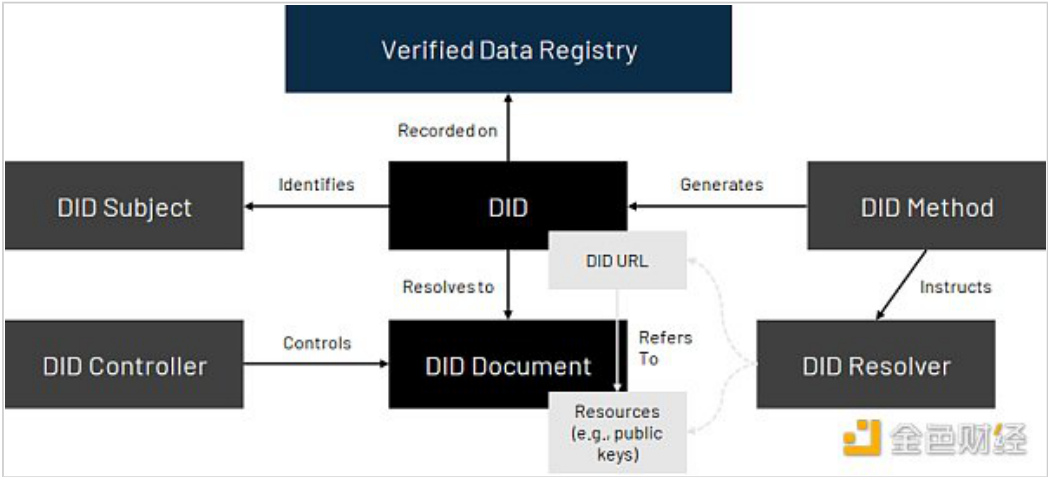 Verified Data Registry
Recorded on
DID Subject
Identifies
DID
Generates
DID Method
DID URL
Resolves to
Instructs
DID Controller
Controls
DID Document
Refers
To
DID Resolver
Resources
(e.g., public
keys)
金色财经